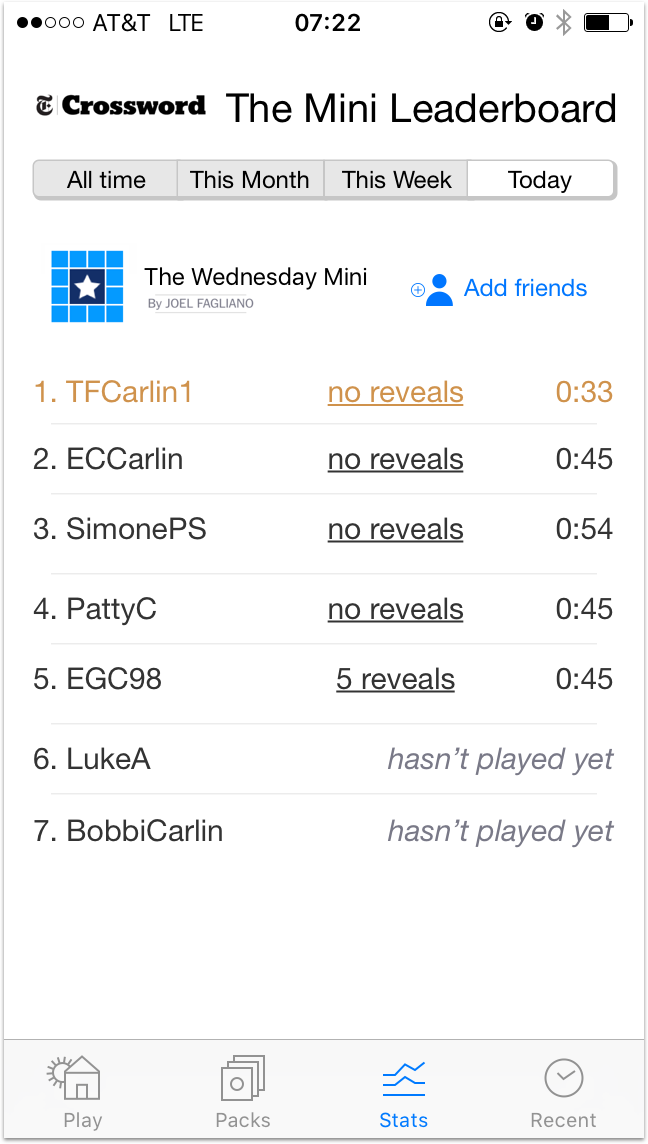 AT&T LTE 07:22
Crossword The Mini Leaderboard
All time This Month This Week Today
The Wednesday Mini
By JOEL FAGLIANO
Add friends
1. TFCarlin1 no reveals 0:33
2. ECCarlin no reveals 0:45
3. SimonePS no reveals 0:54
4. PattyC no reveals 0:45
5. EGC98 5 reveals 0:45
6. LukeA hasn’t played yet
7. BobbiCarlin hasn’t played yet
Play Packs Stats Recent